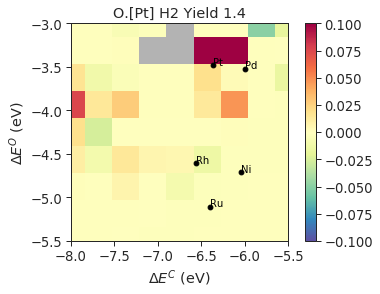 O.[Pt] H2 Yield 1.4
ΔE^O (eV)
−3.0
−3.5
−4.0
−4.5
−5.0
−5.5
Pt
Pd
Rh
Ni
Ru
−8.0 −7.5 −7.0 −6.5 −6.0 −5.5
ΔE^C (eV)
0.100
0.075
0.050
0.025
0.000
−0.025
−0.050
−0.075
−0.100